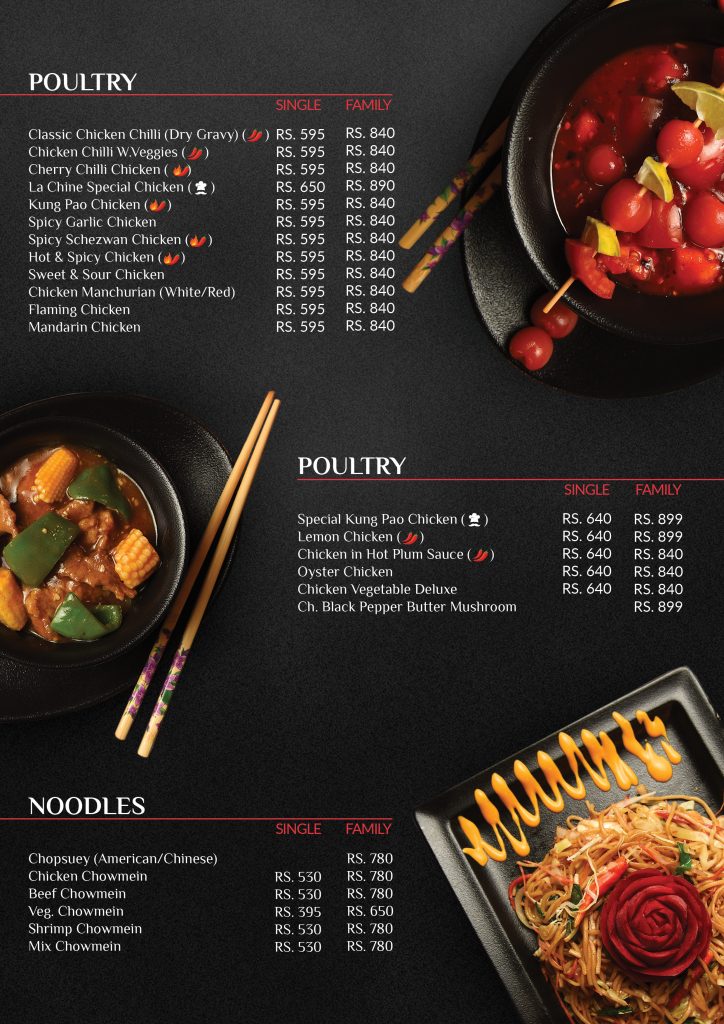 POULTRY
SINGLE FAMILY
Classic Chicken Chilli (Dry Gravy) ( ) RS. 595 RS. 840
Chicken Chilli W.Veggies ( ) RS. 595 RS. 840
Cherry Chilli Chicken ( ) RS. 595 RS. 840
La Chine Special Chicken ( ) RS. 650 RS. 890
Kung Pao Chicken ( ) RS. 595 RS. 840
Spicy Garlic Chicken RS. 595 RS. 840
Spicy Schezwan Chicken ( ) RS. 595 RS. 840
Hot & Spicy Chicken ( ) RS. 595 RS. 840
Sweet & Sour Chicken RS. 595 RS. 840
Chicken Manchurian (White/Red) RS. 595 RS. 840
Flaming Chicken RS. 595 RS. 840
Mandarin Chicken RS. 595 RS. 840
POULTRY
SINGLE FAMILY
Special Kung Pao Chicken ( ) RS. 640 RS. 899
Lemon Chicken ( ) RS. 640 RS. 899
Chicken in Hot Plum Sauce ( ) RS. 640 RS. 840
Oyster Chicken RS. 640 RS. 840
Chicken Vegetable Deluxe RS. 640 RS. 840
Ch. Black Pepper Butter Mushroom RS. 899
NOODLES
SINGLE FAMILY
Chopsuey (American/Chinese) RS. 780
Chicken Chowmein RS. 530 RS. 780
Beef Chowmein RS. 530 RS. 780
Veg. Chowmein RS. 395 RS. 650
Shrimp Chowmein RS. 530 RS. 780
Mix Chowmein RS. 530 RS. 780